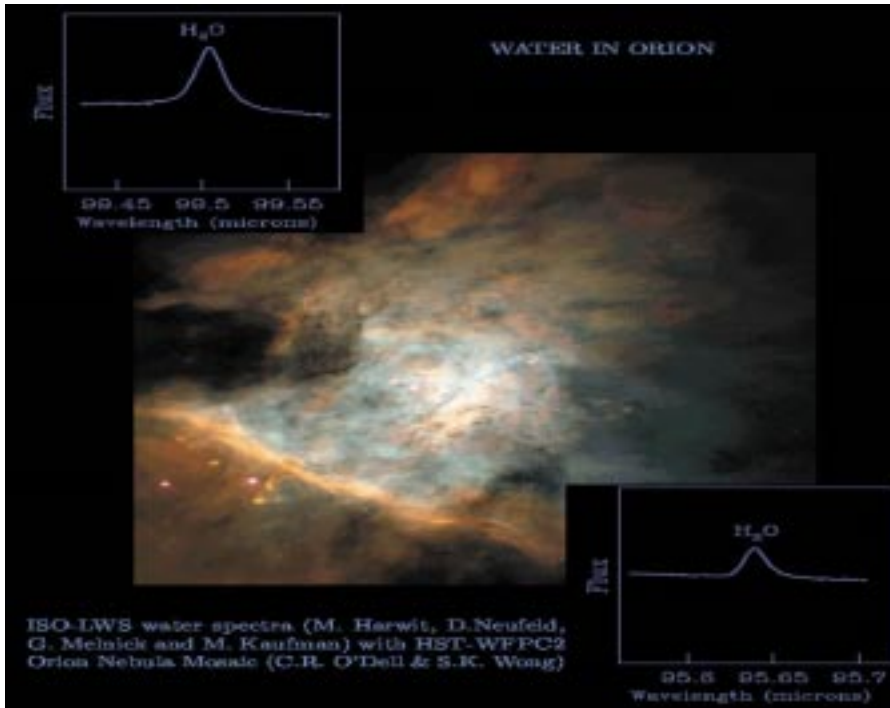 H₂O
WATER IN ORION
Flux
99.45 99.5 99.55
Wavelength (microns)
H₂O
Flux
95.6 95.65 95.7
Wavelength (microns)
ISO-LWS water spectra (M. Harwit, D.Neufeld,
G. Melnick and M. Kaufman) with HST-WFPC2
Orion Nebula Mosaic (C.R. O'Dell & S.K. Wong)